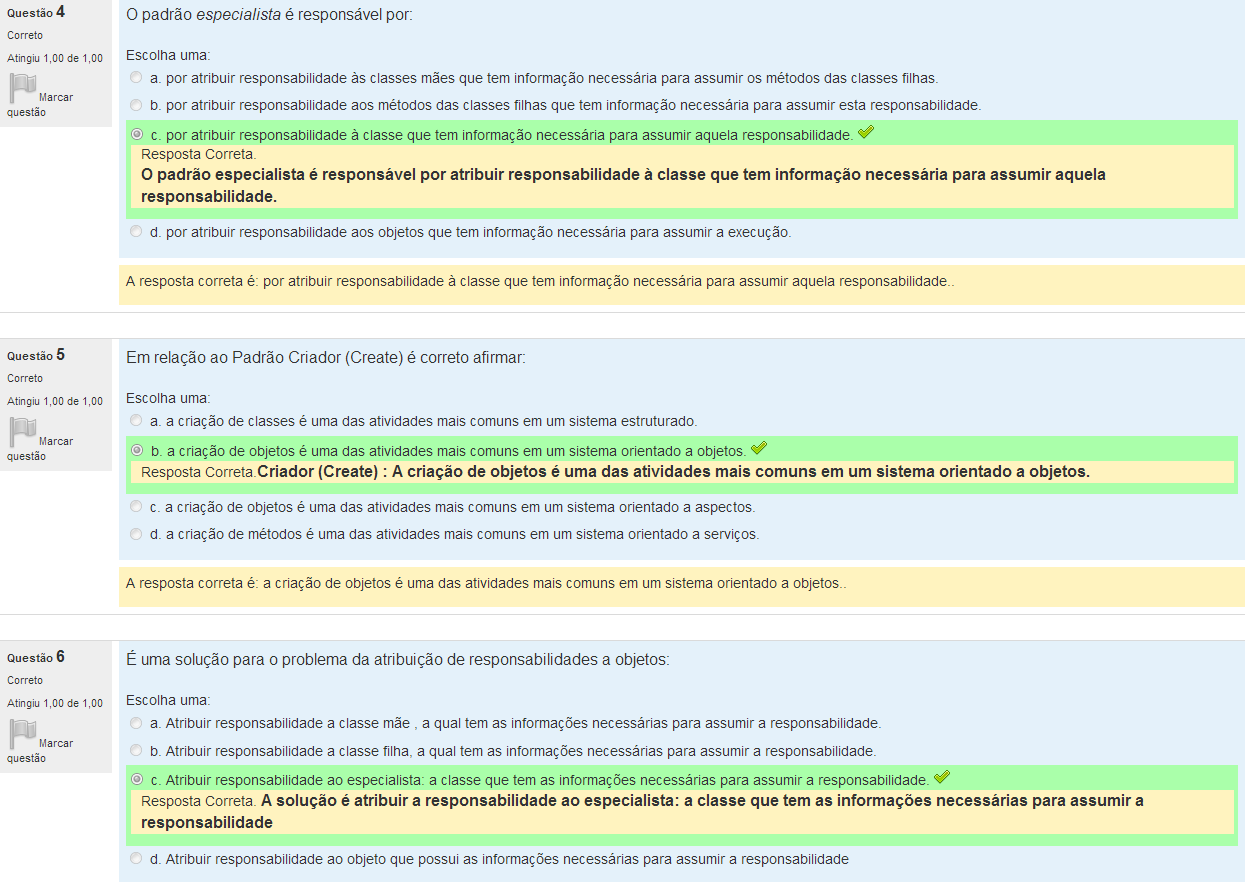 Questão 4
Correto
Atingiu 1,00 de 1,00
Marcar
questão
O padrão especialista é responsável por:
Escolha uma:
a. por atribuir responsabilidade às classes mães que tem informação necessária para assumir os métodos das classes filhas.
b. por atribuir responsabilidade aos métodos das classes filhas que tem informação necessária para assumir esta responsabilidade.
c. por atribuir responsabilidade à classe que tem informação necessária para assumir aquela responsabilidade.
Resposta Correta.
O padrão especialista é responsável por atribuir responsabilidade à classe que tem informação necessária para assumir aquela
responsabilidade.
d. por atribuir responsabilidade aos objetos que tem informação necessária para assumir a execução.
A resposta correta é: por atribuir responsabilidade à classe que tem informação necessária para assumir aquela responsabilidade..
Questão 5
Correto
Atingiu 1,00 de 1,00
Marcar
questão
Em relação ao Padrão Criador (Create) é correto afirmar:
Escolha uma:
a. a criação de classes é uma das atividades mais comuns em um sistema estruturado.
b. a criação de objetos é uma das atividades mais comuns em um sistema orientado a objetos.
Resposta Correta.Criador (Create) : A criação de objetos é uma das atividades mais comuns em um sistema orientado a objetos.
c. a criação de objetos é uma das atividades mais comuns em um sistema orientado a aspectos.
d. a criação de métodos é uma das atividades mais comuns em um sistema orientado a serviços.
A resposta correta é: a criação de objetos é uma das atividades mais comuns em um sistema orientado a objetos..
Questão 6
Correto
Atingiu 1,00 de 1,00
Marcar
questão
É uma solução para o problema da atribuição de responsabilidades a objetos:
Escolha uma:
a. Atribuir responsabilidade a classe mãe , a qual tem as informações necessárias para assumir a responsabilidade.
b. Atribuir responsabilidade a classe filha, a qual tem as informações necessárias para assumir a responsabilidade.
c. Atribuir responsabilidade ao especialista: a classe que tem as informações necessárias para assumir a responsabilidade.
Resposta Correta. A solução é atribuir a responsabilidade ao especialista: a classe que tem as informações necessárias para assumir a
responsabilidade
d. Atribuir responsabilidade ao objeto que possui as informações necessárias para assumir a responsabilidade